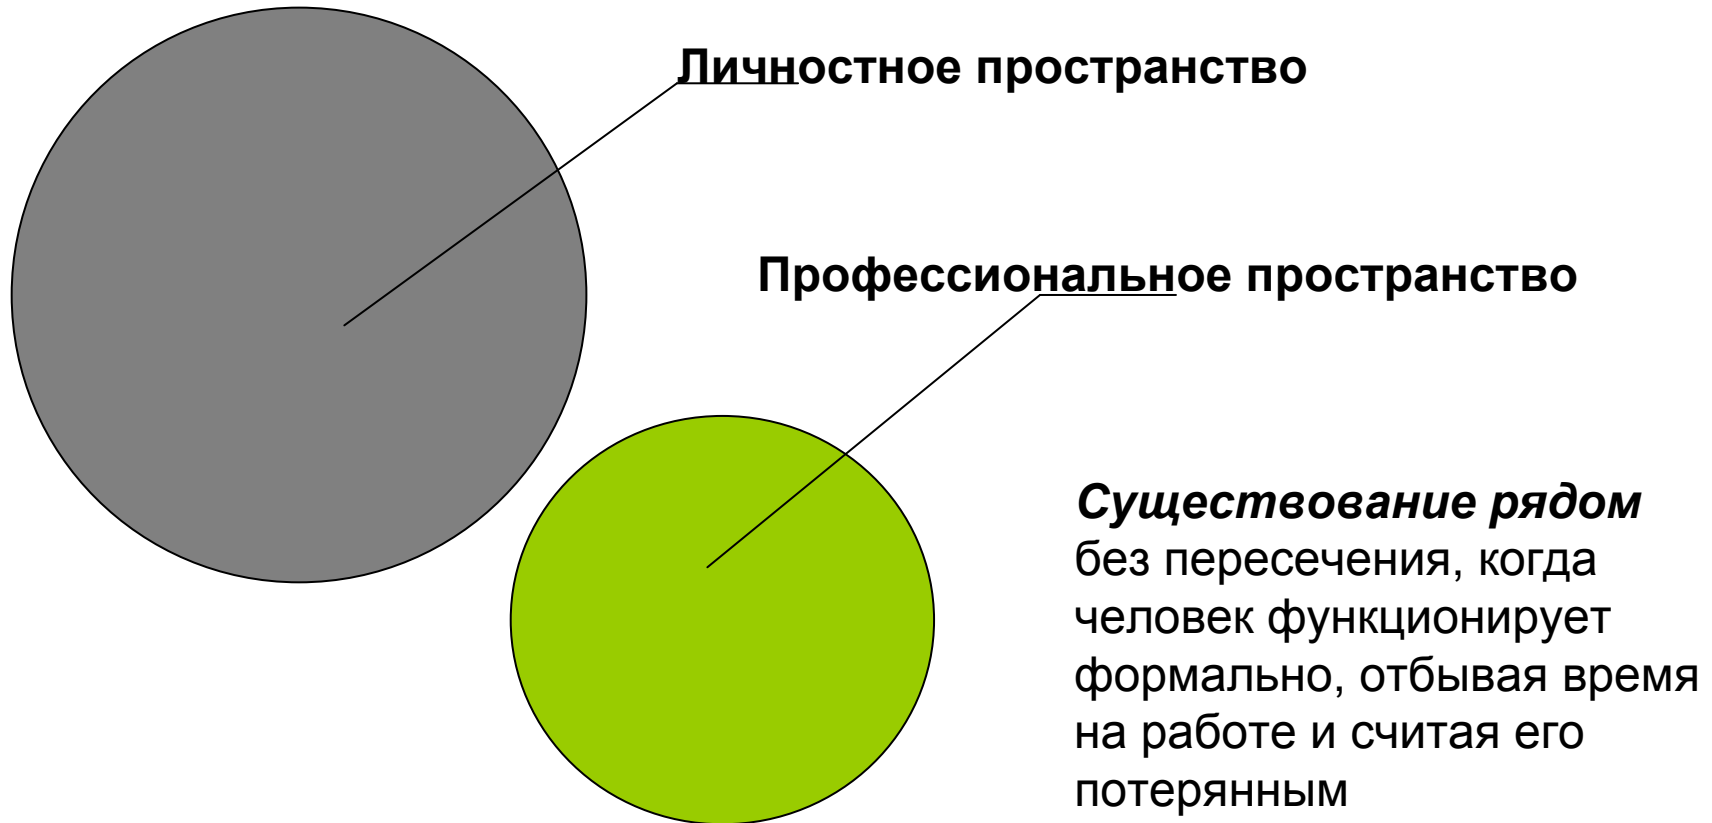 Личностное пространство
Профессиональное пространство
Существование рядом
без пересечения, когда
человек функционирует
формально, отбывая время
на работе и считая его
потерянным